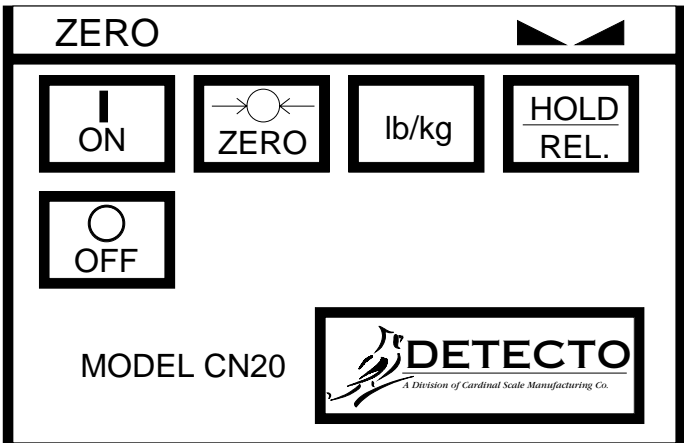 ZERO
ON
ZERO
lb/kg
HOLD
REL.
OFF
MODEL CN20
DETECTO
A Division of Cardinal Scale Manufacturing Co.